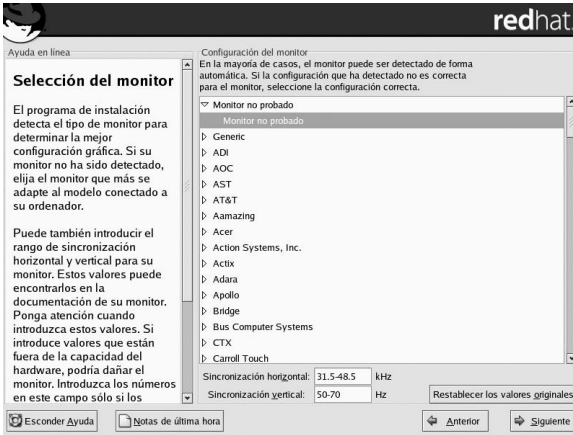 redhat.
Ayuda en línea
Selección del monitor
El programa de instalación
detecta el tipo de monitor para
determinar la mejor
configuración gráfica. Si su
monitor no ha sido detectado,
elija el monitor que más se
adapte al modelo conectado a
su ordenador.
Puede también introducir el
rango de sincronización
horizontal y vertical para su
monitor. Estos valores puede
encontrarlos en la
documentación de su monitor.
Ponga atención cuando
introduzca estos valores. Si
introduce valores que están
fuera de la capacidad del
hardware, podría dañar el
monitor. Introduzca los números
en este campo sólo si los
Configuración del monitor
En la mayoría de casos, el monitor puede ser detectado de forma
automática. Si la configuración que ha detectado no es correcta
para el monitor, seleccione la configuración correcta.
Monitor no probado
Monitor no probado
Generic
ADI
AOC
AST
AT&T
Aamazing
Acer
Action Systems, Inc.
Actix
Adara
Apollo
Bridge
Bus Computer Systems
CTX
Carroll Touch
Sincronización horizontal: 31.5-48.5 kHz
Sincronización vertical: 50-70 Hz
Restablecer los valores originales
Esconder Ayuda
Notas de última hora
Anterior
Siguiente